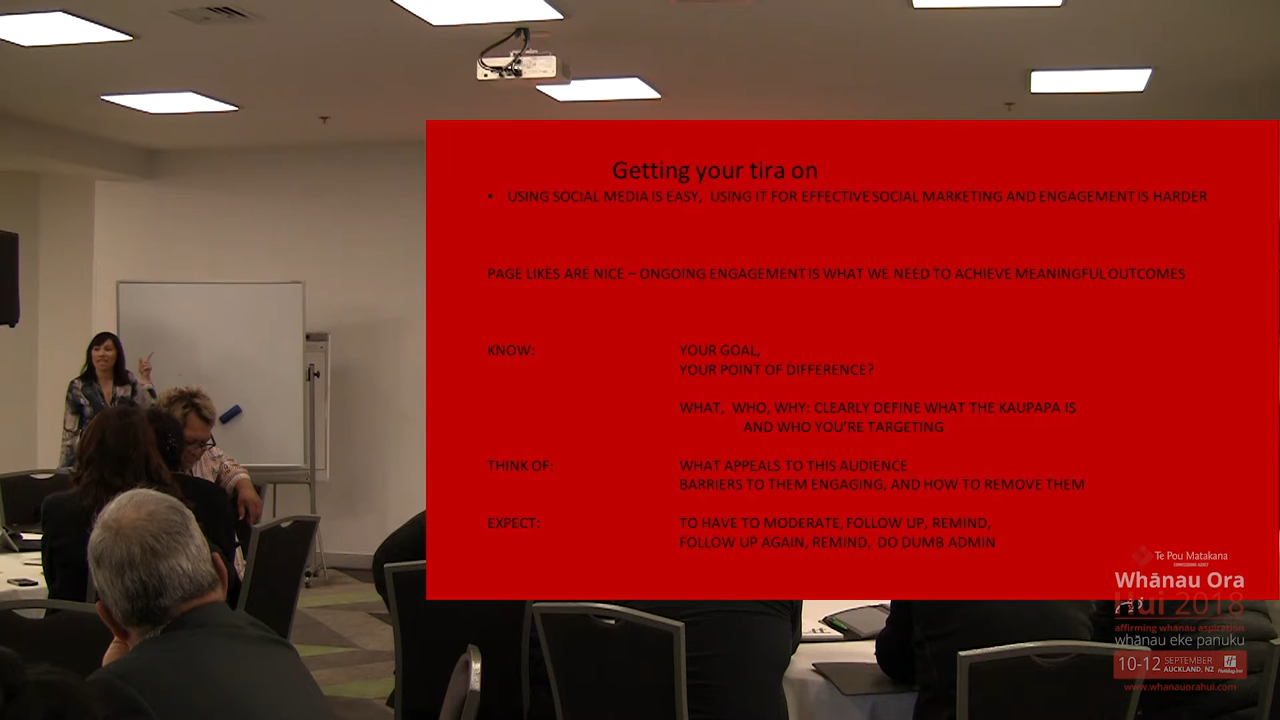 Getting your tira on
• USING SOCIAL MEDIA IS EASY, USING IT FOR EFFECTIVE SOCIAL MARKETING AND ENGAGEMENT IS HARDER
PAGE LIKES ARE NICE – ONGOING ENGAGEMENT IS WHAT WE NEED TO ACHIEVE MEANINGFUL OUTCOMES
KNOW: YOUR GOAL,
YOUR POINT OF DIFFERENCE?
WHAT, WHO, WHY: CLEARLY DEFINE WHAT THE KAUPAPA IS
AND WHO YOU'RE TARGETING
THINK OF: WHAT APPEALS TO THIS AUDIENCE
BARRIERS TO THEM ENGAGING, AND HOW TO REMOVE THEM
EXPECT: TO HAVE TO MODERATE, FOLLOW UP, REMIND,
FOLLOW UP AGAIN, REMIND, DO DUMB ADMIN
Te Pou Matakana
COMMISSIONING AGENCY
Whānau Ora
Hui 2018
affirming whānau aspiration
whānau eke panuku
10-12 SEPTEMBER
AUCKLAND, NZ
Holiday Inn
www.whanauorahui.com